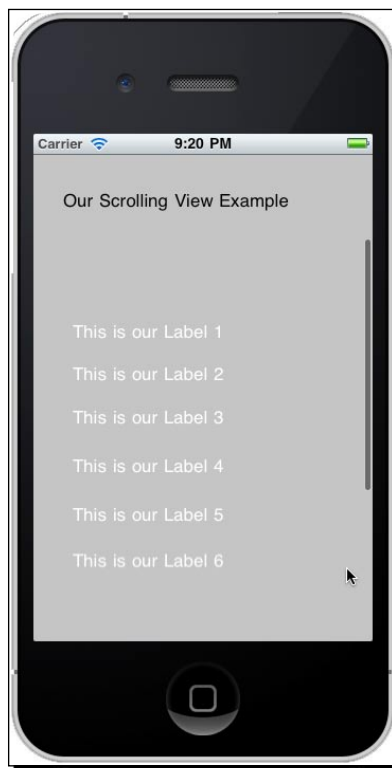 Carrier 9:20 PM
Our Scrolling View Example
This is our Label 1
This is our Label 2
This is our Label 3
This is our Label 4
This is our Label 5
This is our Label 6